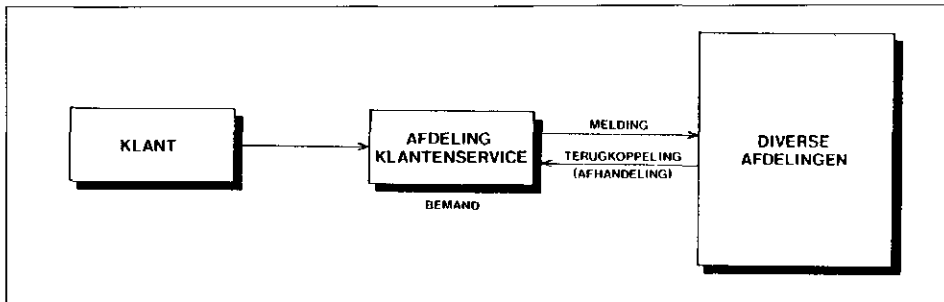 KLANT
AFDELING
KLANTENSERVICE
BEMAND
MELDING
TERUGKOPPELING
(AFHANDELING)
DIVERSE
AFDELINGEN